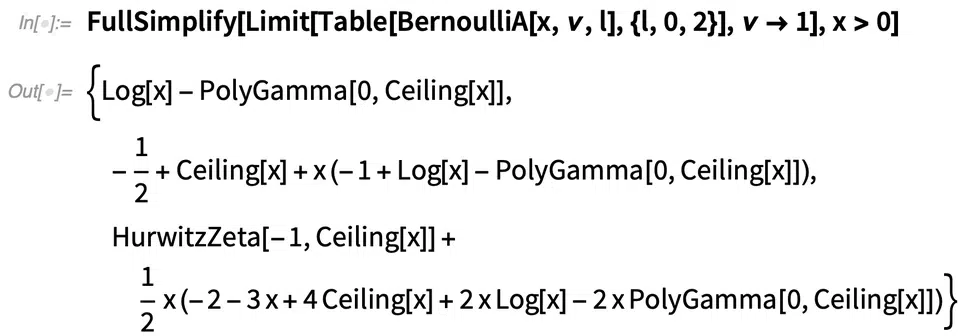 In[•]:= FullSimplify[Limit[Table[BernoulliA[x, ν, l], {l, 0, 2}], ν → 1], x > 0]
Out[•]= {Log[x] − PolyGamma[0, Ceiling[x]],
− 1/2 + Ceiling[x] + x (− 1 + Log[x] − PolyGamma[0, Ceiling[x]]),
HurwitzZeta[− 1, Ceiling[x]] +
1/2 x (− 2 − 3 x + 4 Ceiling[x] + 2 x Log[x] − 2 x PolyGamma[0, Ceiling[x]])}